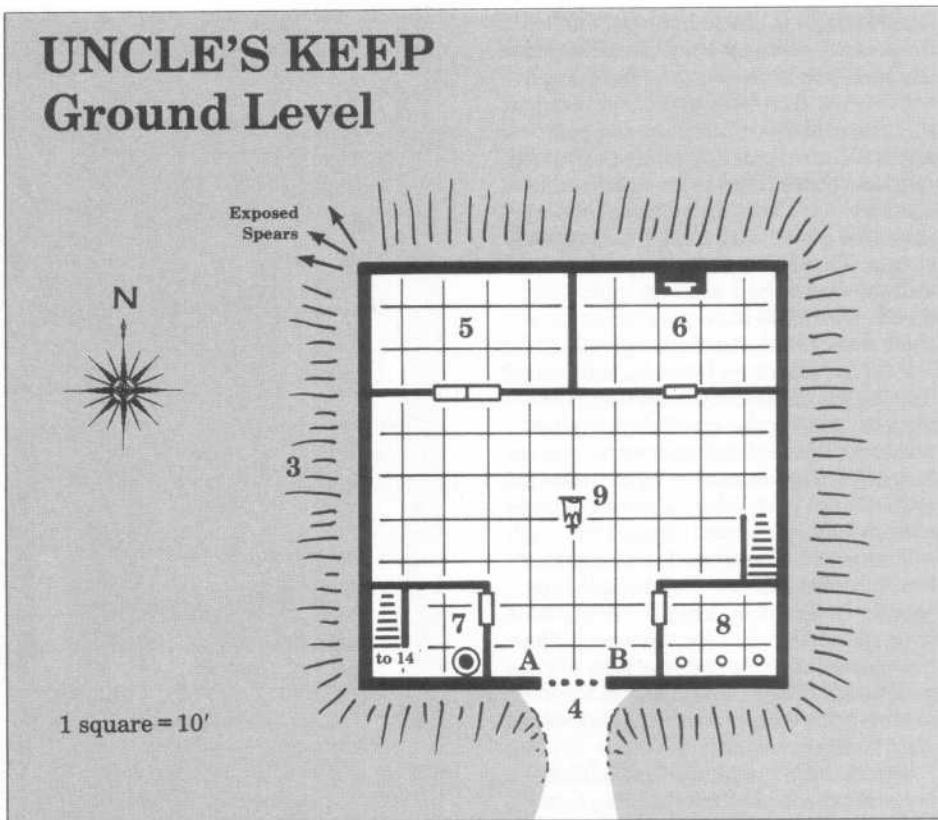 UNCLE'S KEEP
Ground Level
Exposed
Spears
N
5
6
3
9
7
8
to 14
A
B
4
1 square = 10′